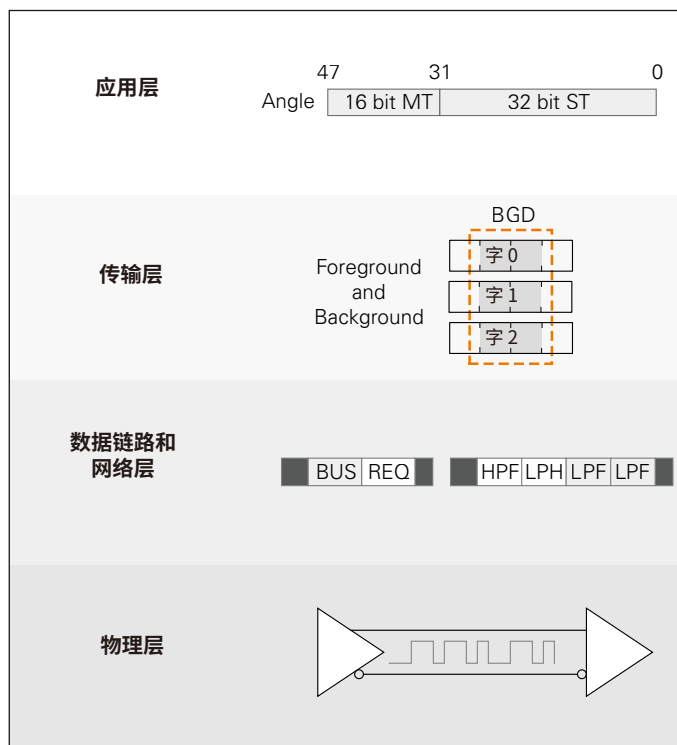 应用层
47 31 0
Angle 16 bit MT 32 bit ST
传输层
BGD
Foreground
and
Background
字 0
字 1
字 2
数据链路和
网络层
BUS REQ HPF LPH LPF LPF
物理层